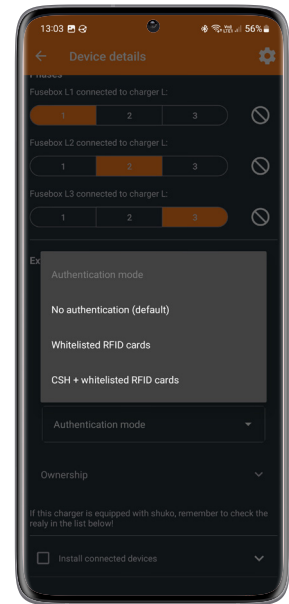 13:03
56%
Device details
Phases
Fusebox L1 connected to charger L:
1 2 3
Fusebox L2 connected to charger L:
1 2 3
Fusebox L3 connected to charger L:
1 2 3
Ex
Authentication mode
No authentication (default)
Whitelisted RFID cards
CSH + whitelisted RFID cards
Authentication mode
Ownership
If this charger is equipped with shuko, remember to check the
realy in the list below!
Install connected devices